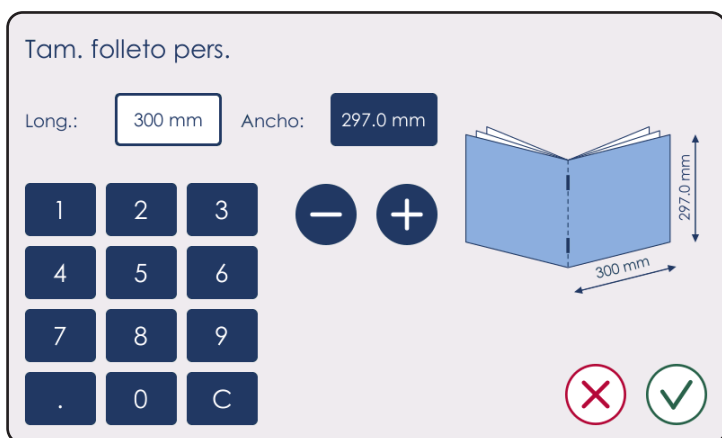 Tam. folleto pers.
Long.: 300 mm Ancho: 297.0 mm
1 2 3
4 5 6
7 8 9
. 0 C
297.0 mm
300 mm